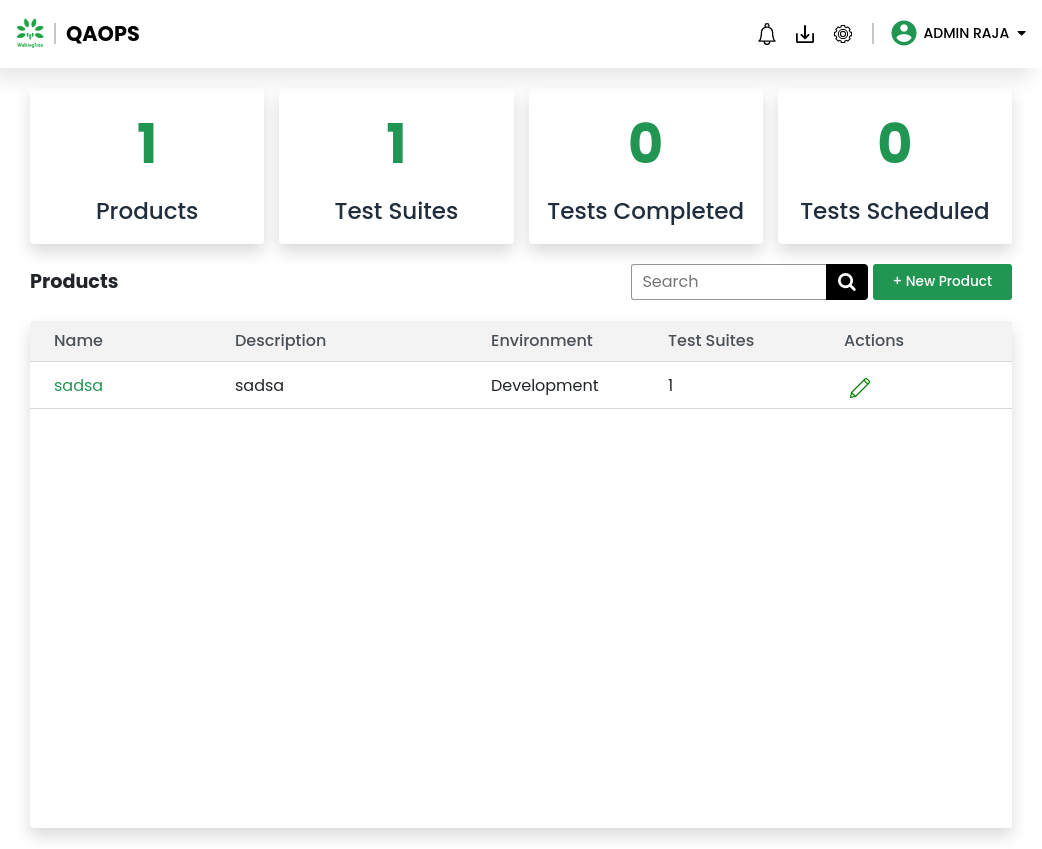 WalkingTree
QAOPS
ADMIN RAJA
1
Products
1
Test Suites
0
Tests Completed
0
Tests Scheduled
Products
Search
+ New Product
Name Description Environment Test Suites Actions
sadsa sadsa Development 1